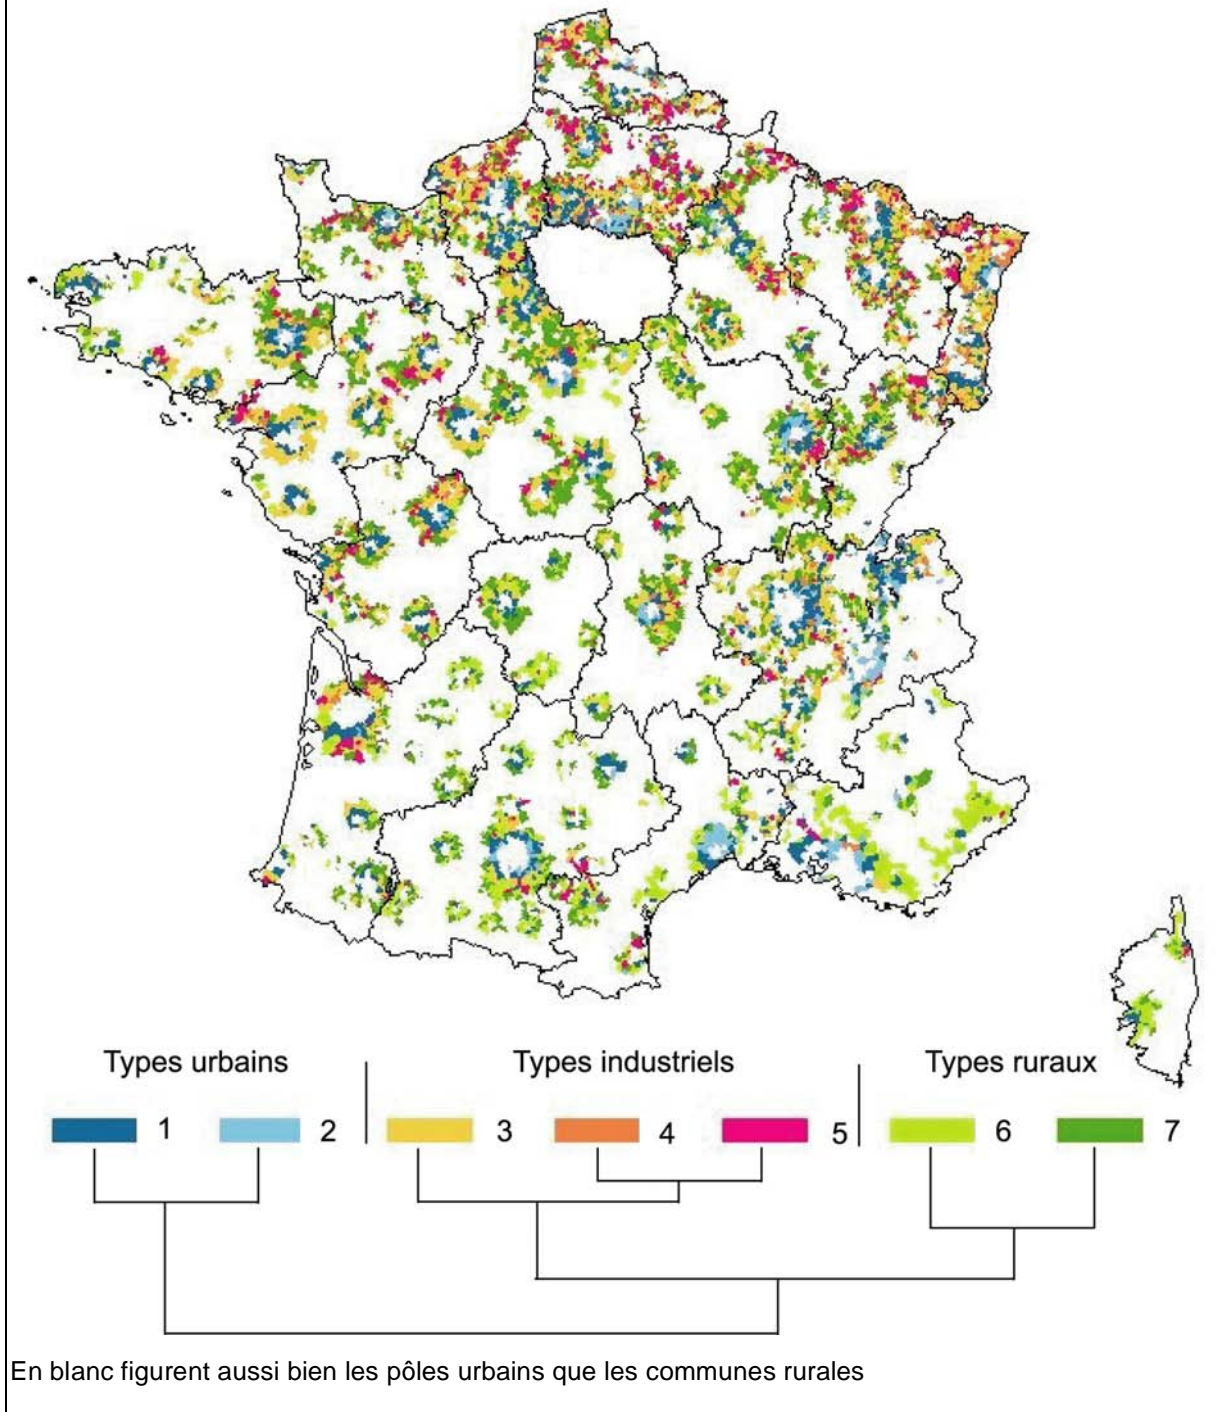 Types urbains
Types industriels
Types ruraux
1
2
3
4
5
6
7
En blanc figurent aussi bien les pôles urbains que les communes rurales